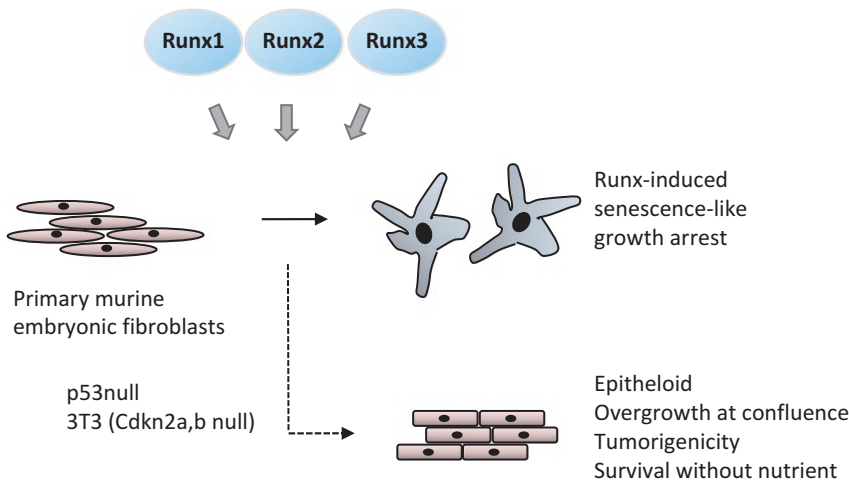 Runx1
Runx2
Runx3
Runx-induced
senescence-like
growth arrest
Primary murine
embryonic fibroblasts
p53null
3T3 (Cdkn2a,b null)
Epitheloid
Overgrowth at confluence
Tumorigenicity
Survival without nutrient